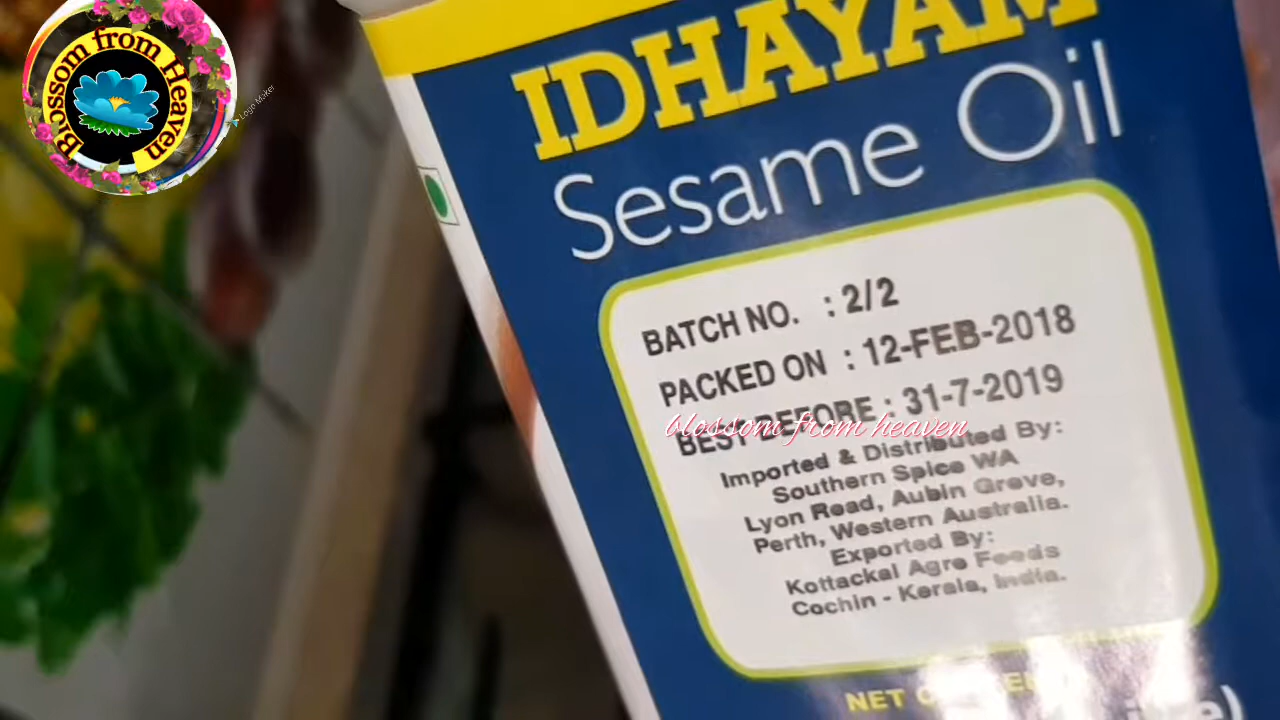 Blossom from Heaven
Logo Maker
IDHAYAM
Sesame Oil
BATCH NO. : 2/2
PACKED ON : 12-FEB-2018
BEST BEFORE : 31-7-2019
blossom from heaven
Imported & Distributed By:
Southern Spice WA
Lyon Road, Aubin Grove,
Perth, Western Australia.
Exported By:
Kottackal Agro Foods
Cochin - Kerala, India.
NET